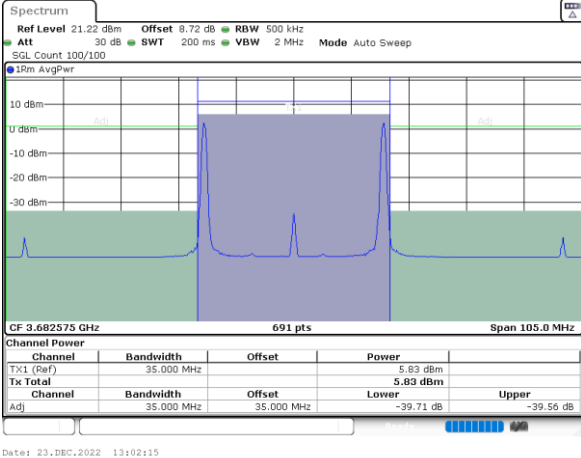 Spectrum
Ref Level 21.22 dBm Offset 8.72 dB RBW 500 kHz
Att 30 dB SWT 200 ms VBW 2 MHz Mode Auto Sweep
SGL Count 100/100
1Rm AvgPwr
10 dBm
Adj Adj
0 dBm
-10 dBm
-20 dBm
-30 dBm
CF 3.682575 GHz 691 pts Span 105.0 MHz
Channel Power
Channel Bandwidth Offset Power
TX1 (Ref) 35.000 MHz 5.83 dBm
Tx Total 5.83 dBm
Channel Bandwidth Offset Lower Upper
Adj 35.000 MHz 35.000 MHz -39.71 dB -39.56 dB
Ready
Date: 23.DEC.2022 13:02:15